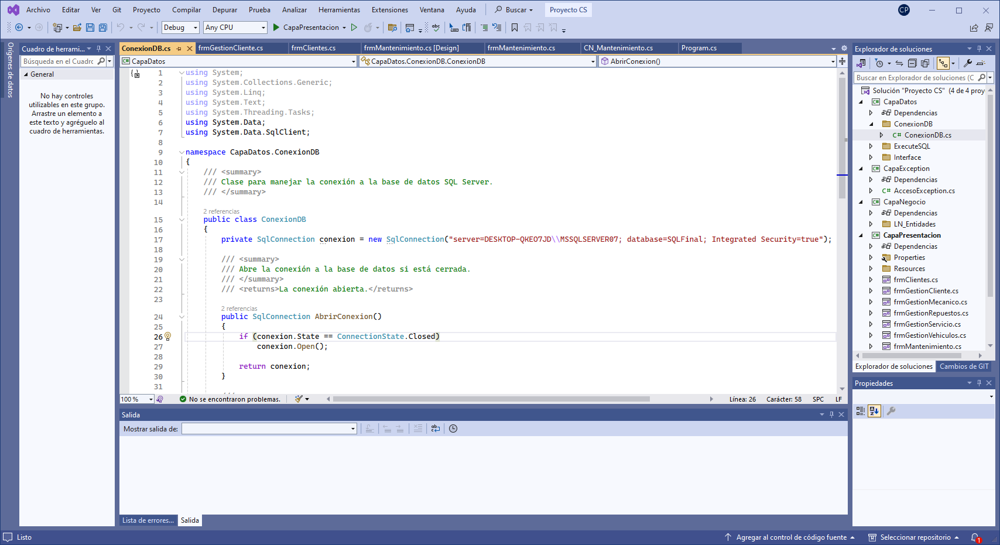 Archivo Editar Ver Git Proyecto Compilar Depurar Prueba Analizar Herramientas Extensiones Ventana Ayuda Buscar Proyecto CS CP
Debug Any CPU CapaPresentacion
Orígenes de datos
Cuadro de herrami...
Búsqueda en el Cuadro
General
No hay controles
utilizables en este grupo.
Arrastre un elemento a
este texto y agréguelo al
cuadro de herramientas.
ConexionDB.cs frmGestionCliente.cs frmClientes.cs frmMantenimiento.cs [Design] frmMantenimiento.cs CN_Mantenimiento.cs Program.cs
CapaDatos CapaDatos.ConexionDB.ConexionDB AbrirConexion()
1 using System;
2 using System.Collections.Generic;
3 using System.Linq;
4 using System.Text;
5 using System.Threading.Tasks;
6 using System.Data;
7 using System.Data.SqlClient;
8
9 namespace CapaDatos.ConexionDB
10 {
11 /// <summary>
12 /// Clase para manejar la conexión a la base de datos SQL Server.
13 /// </summary>
14
2 referencias
15 public class ConexionDB
16 {
17 private SqlConnection conexion = new SqlConnection("server=DESKTOP-QKEO7JD\\MSSQLSERVER07; database=SQLFinal; Integrated Security=true");
18
19 /// <summary>
20 /// Abre la conexión a la base de datos si está cerrada.
21 /// </summary>
22 /// <returns>La conexión abierta.</returns>
23
2 referencias
24 public SqlConnection AbrirConexion()
25 {
26 if (conexion.State == ConnectionState.Closed)
27 conexion.Open();
28
29 return conexion;
30 }
31
100 % No se encontraron problemas. Línea: 26 Carácter: 58 SPC LF
Salida
Mostrar salida de:
Lista de errores... Salida
Explorador de soluciones
Buscar en Explorador de soluciones (C
Solución "Proyecto CS" (4 de 4 proy
CapaDatos
Dependencias
ConexionDB
ConexionDB.cs
ExecuteSQL
Interface
CapaException
Dependencias
AccesoException.cs
CapaNegocio
Dependencias
LN_Entidades
CapaPresentacion
Dependencias
Properties
Resources
frmClientes.cs
frmGestionCliente.cs
frmGestionMecanico.cs
frmGestionRepuestos.cs
frmGestionServicio.cs
frmGestionVehiculos.cs
frmMantenimiento.cs
Explorador de soluciones Cambios de GIT
Propiedades
Listo Agregar al control de código fuente Seleccionar repositorio 1